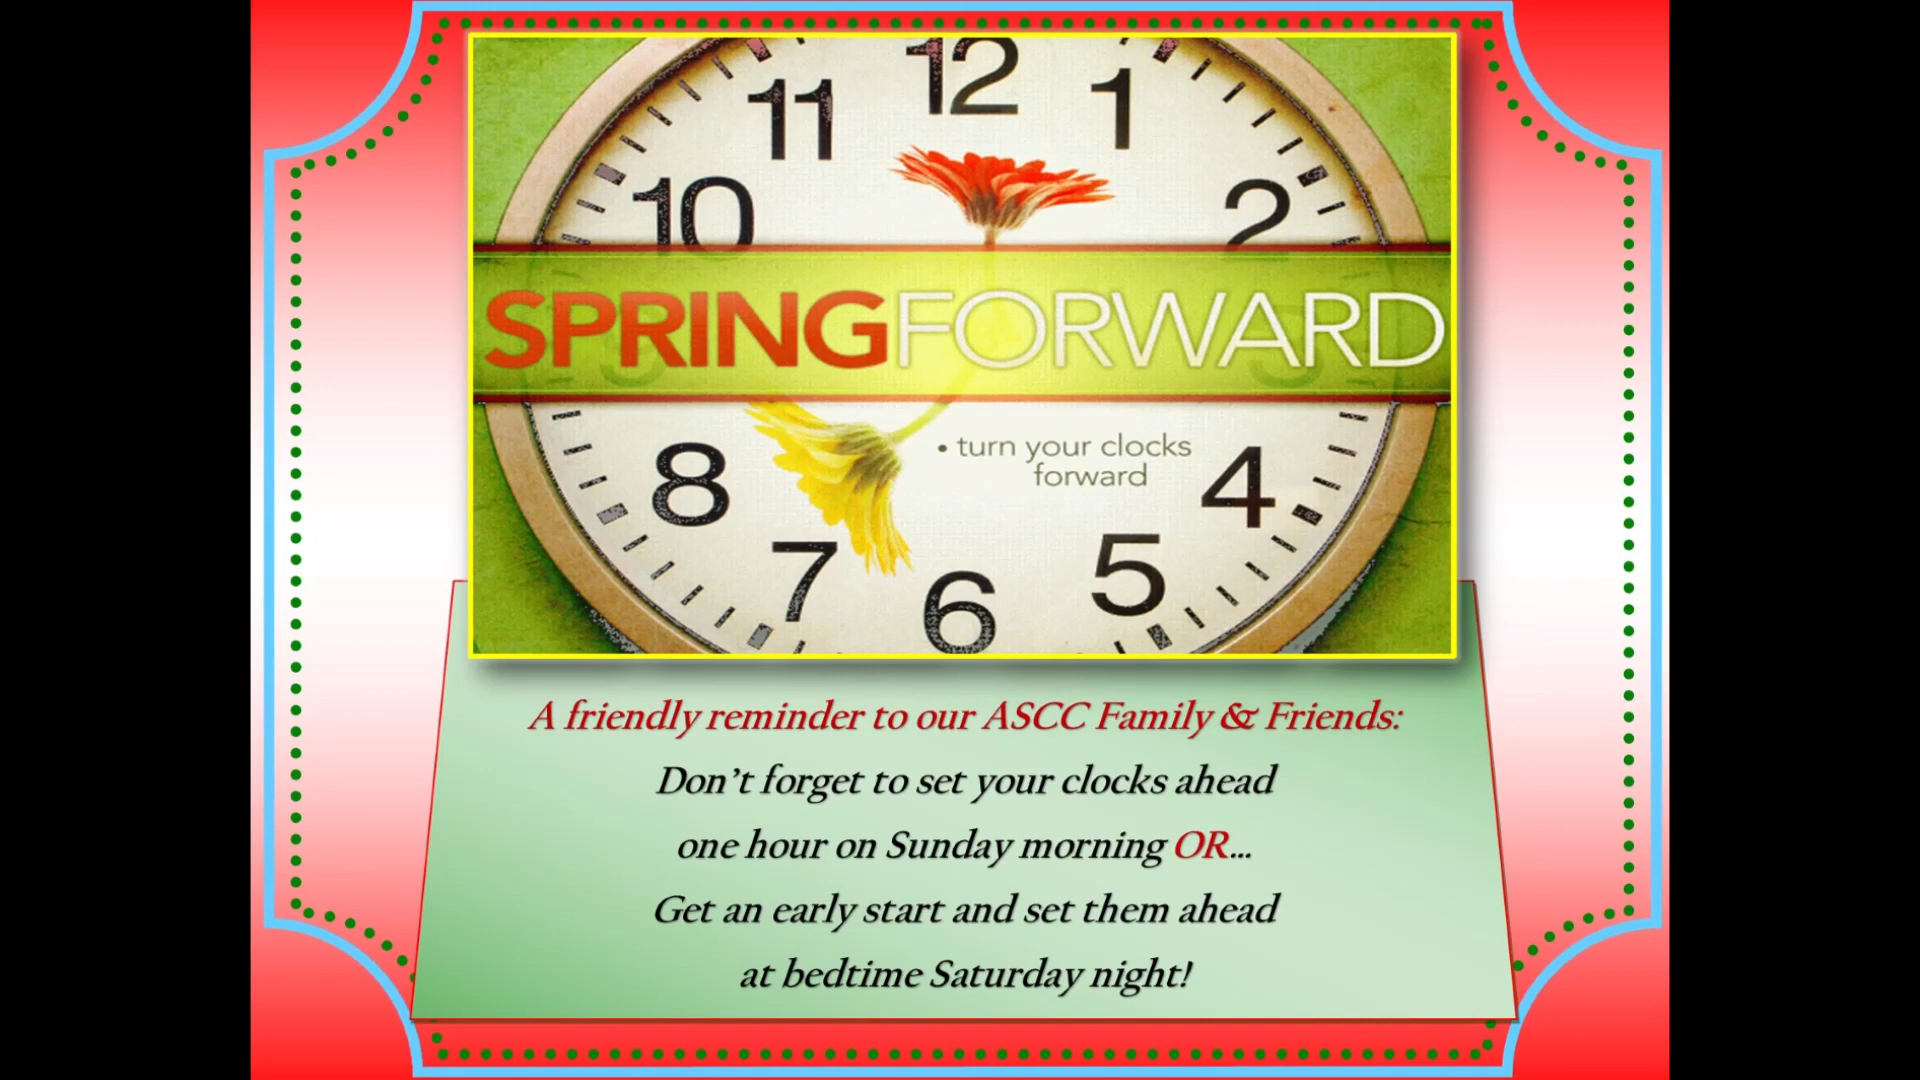 12
11
1
10
2
SPRINGFORWARD
• turn your clocks
forward
8
4
7
5
6
A friendly reminder to our ASCC Family & Friends:
Don't forget to set your clocks ahead
one hour on Sunday morning OR...
Get an early start and set them ahead
at bedtime Saturday night!